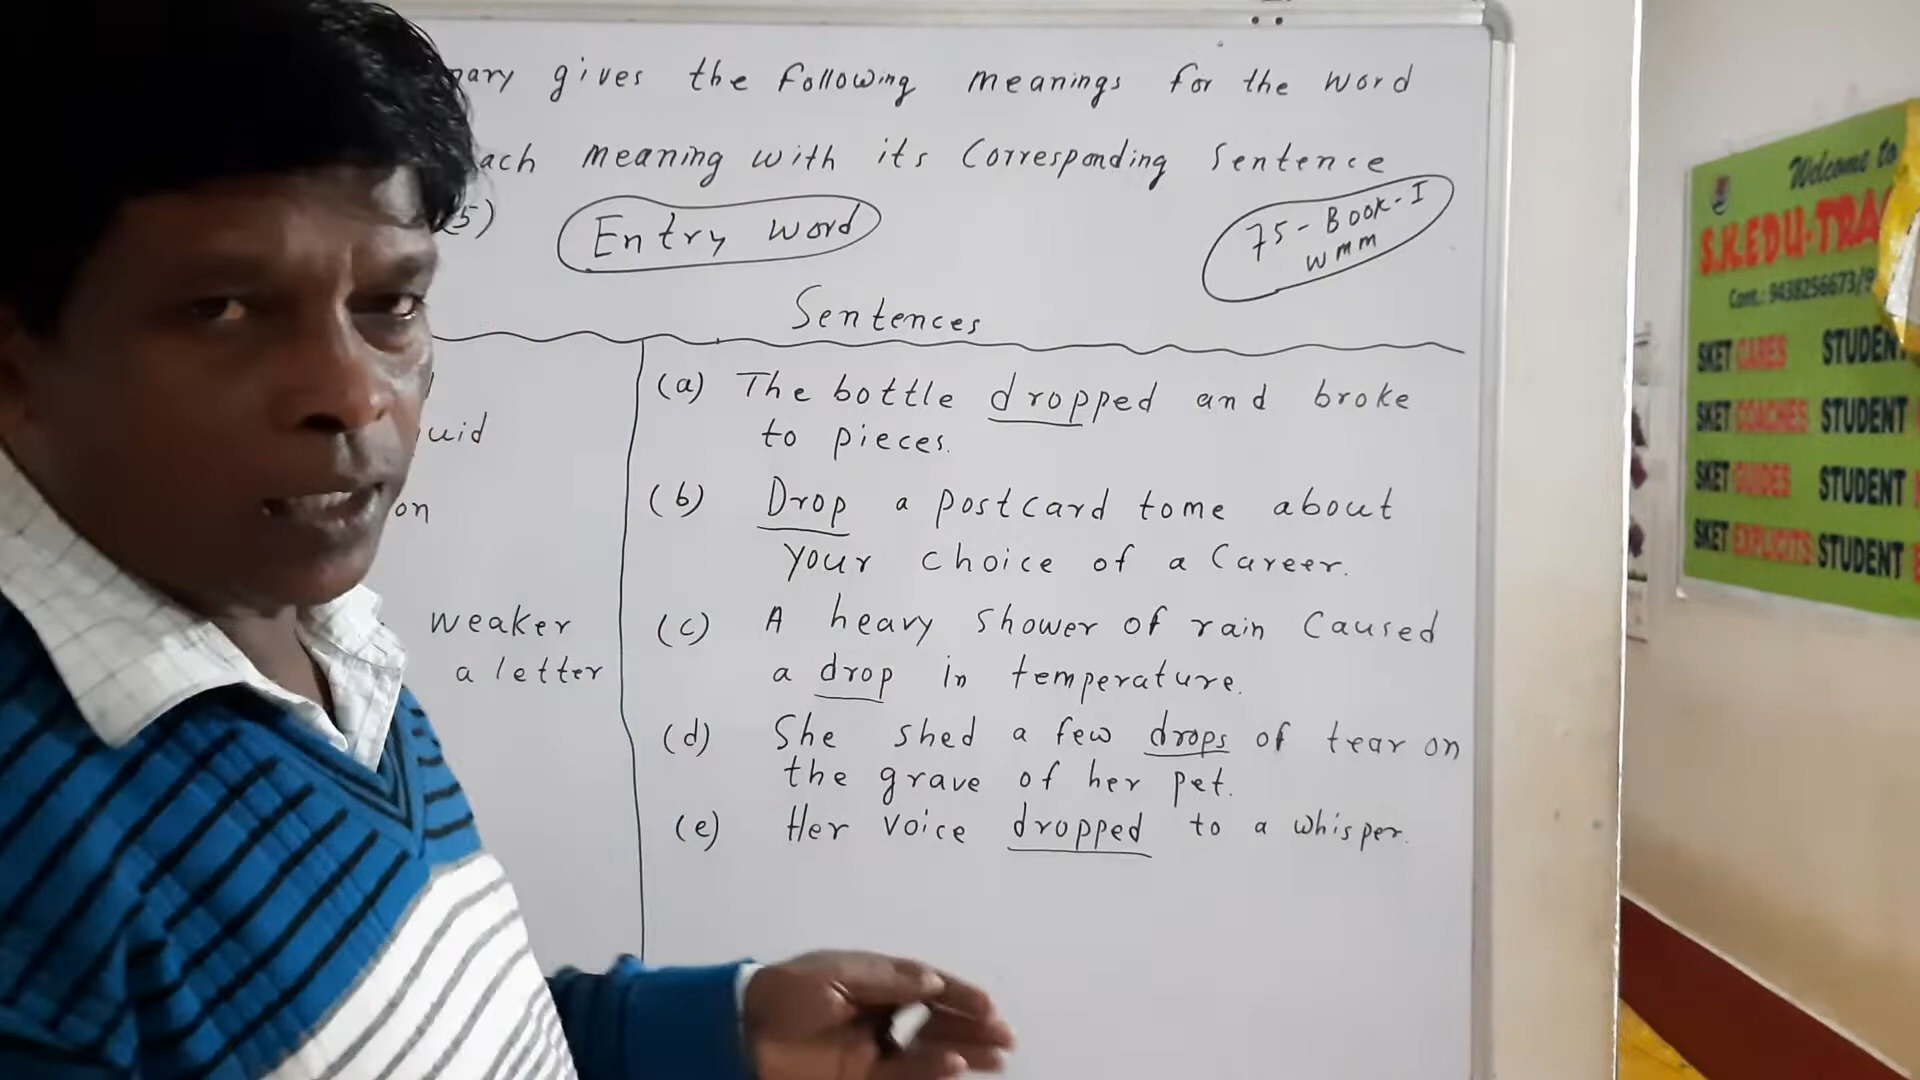 gives the following meanings for the word
meaning with its Corresponding Sentence
5)
Entry word
75 - Book - I
wmm
Sentences
(a) The bottle dropped and broke
to pieces.
(b) Drop a postcard to me about
your choice of a Career.
(c) A heavy shower of rain Caused
a drop in temperature.
(d) She shed a few drops of tear on
the grave of her pet.
(e) Her voice dropped to a whisper.
uid
on
weaker
a letter
Welcome to
S.K.EDU-TRA
Cont.: 9438256673/9
SKET CARES STUDENT
SKET COACHES STUDENT
SKET GUIDES STUDENT
SKET EXPLICITS STUDENT